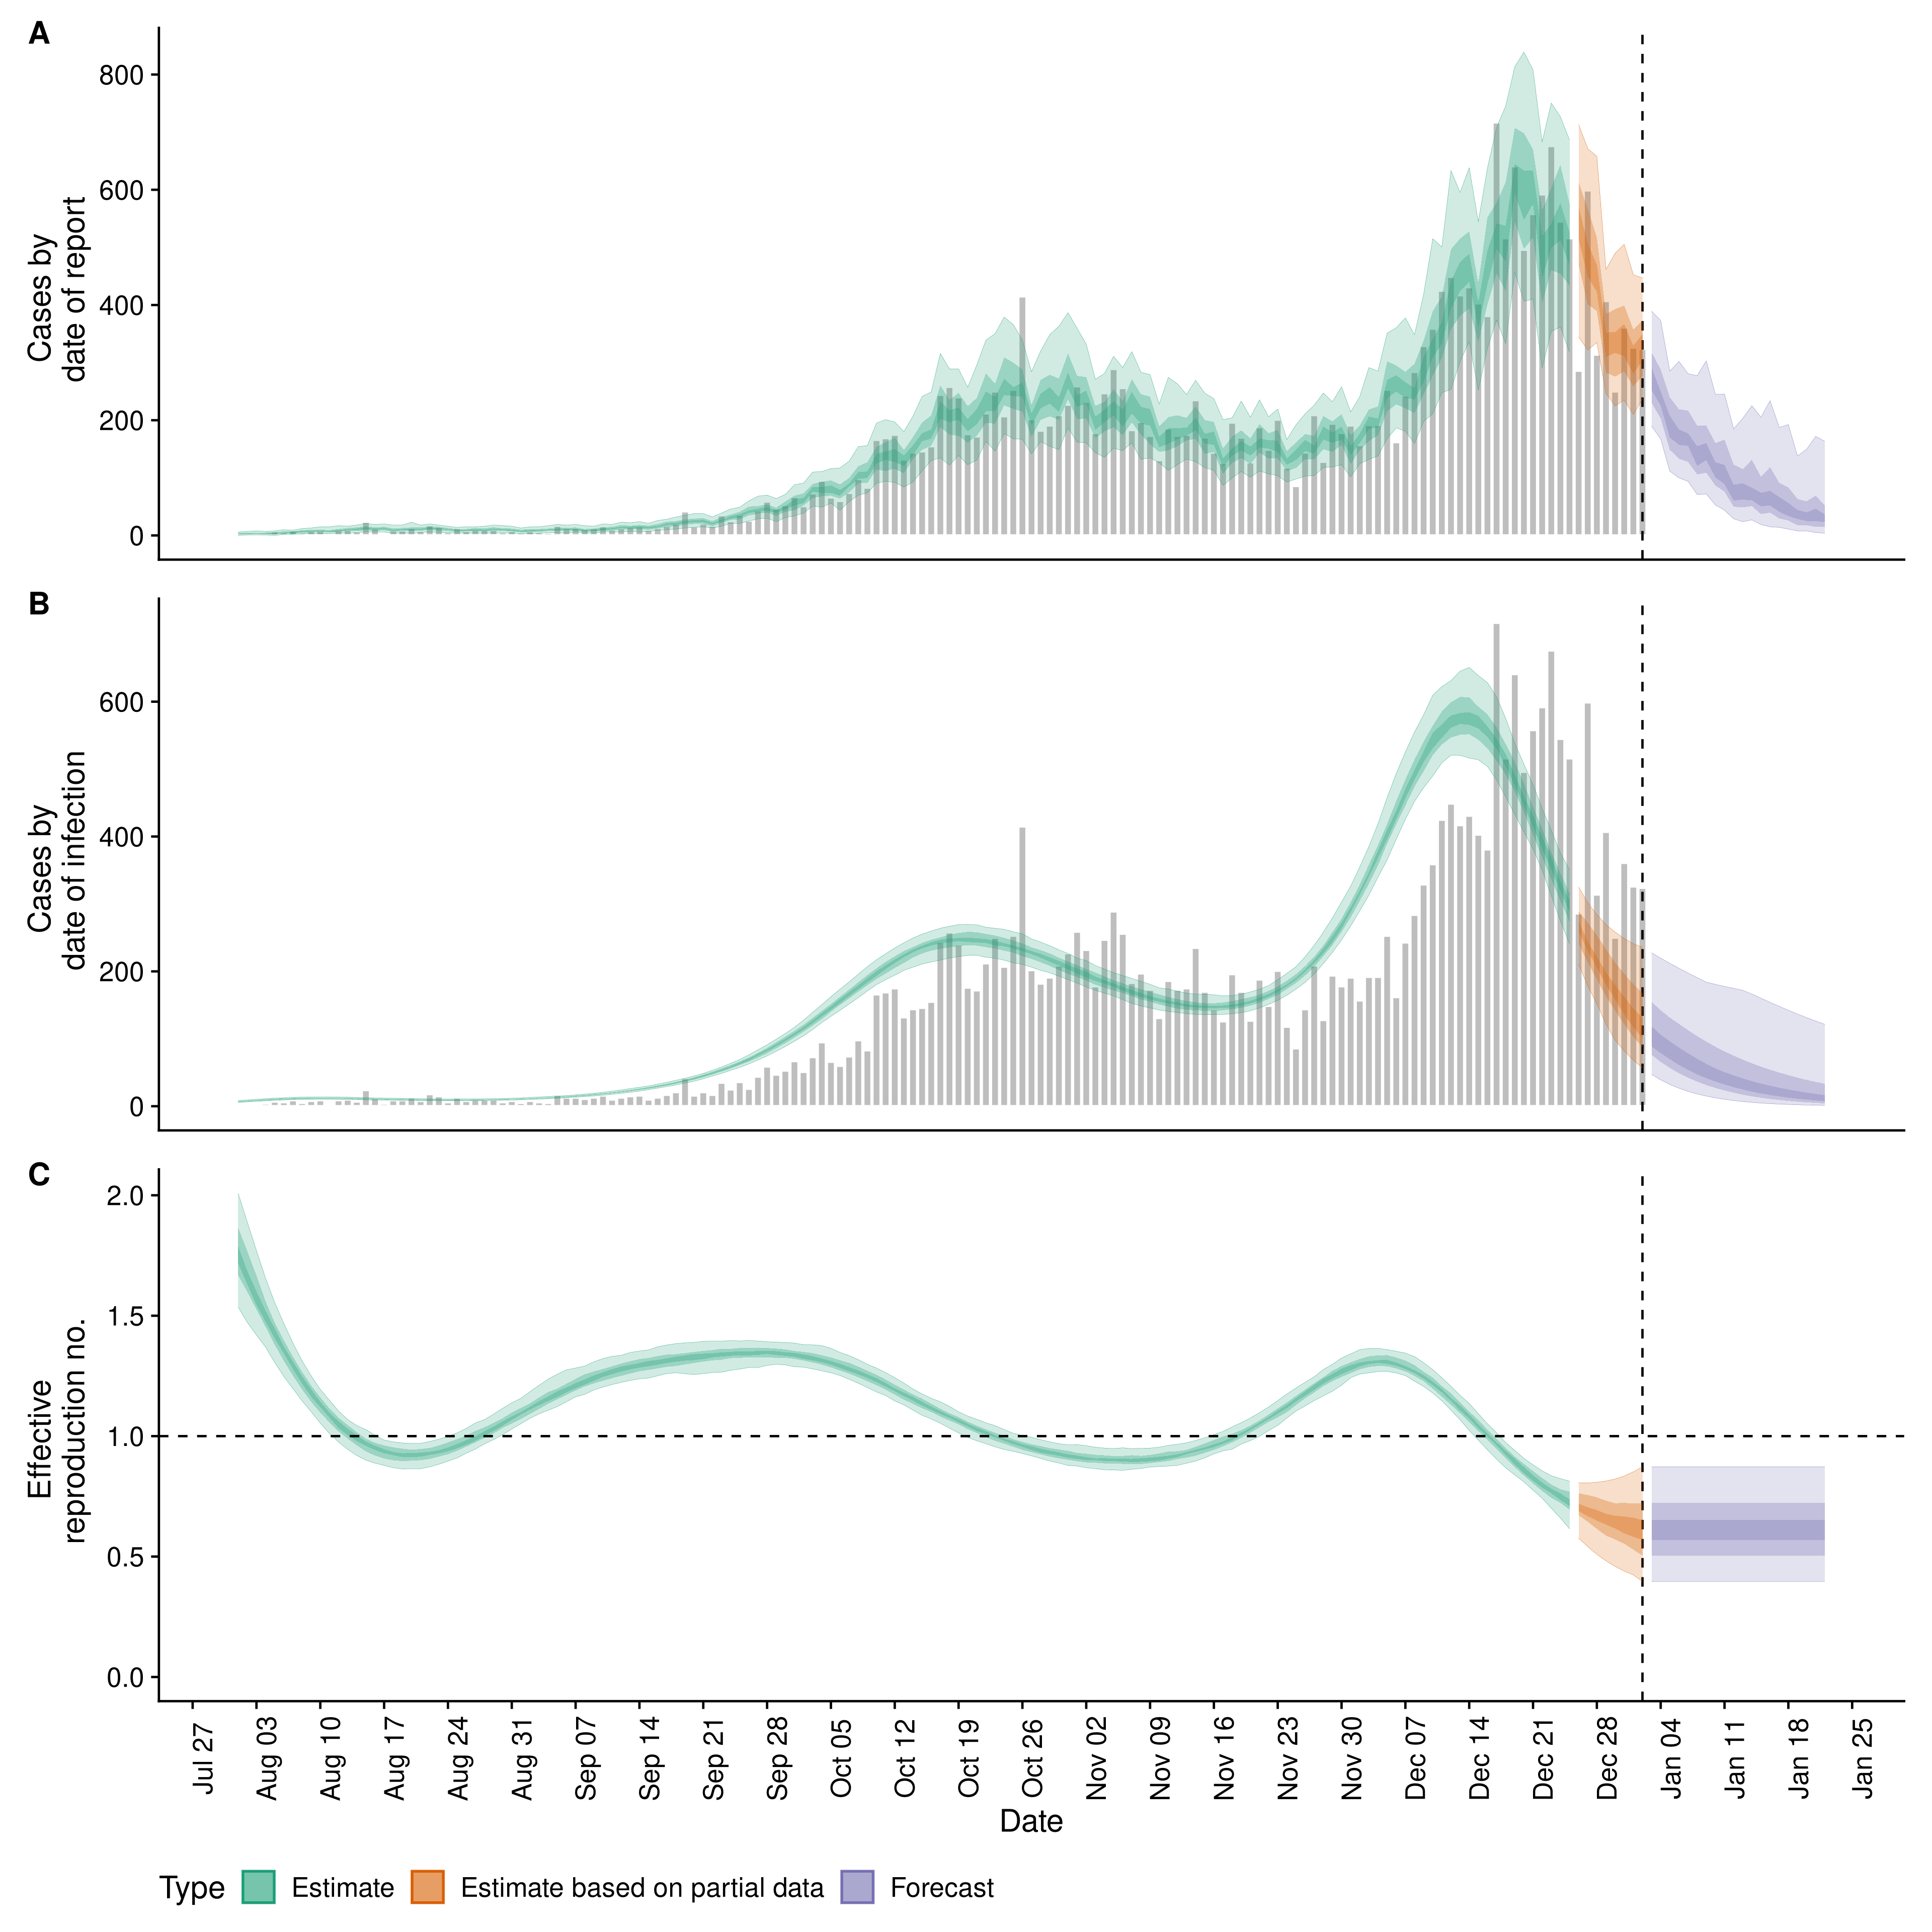 A
Cases by
date of report
800
600
400
200
0
B
Cases by
date of infection
600
400
200
0
C
Effective
reproduction no.
2.0
1.5
1.0
0.5
0.0
Jul 27
Aug 03
Aug 10
Aug 17
Aug 24
Aug 31
Sep 07
Sep 14
Sep 21
Sep 28
Oct 05
Oct 12
Oct 19
Oct 26
Nov 02
Nov 09
Nov 16
Nov 23
Nov 30
Dec 07
Dec 14
Dec 21
Dec 28
Jan 04
Jan 11
Jan 18
Jan 25
Date
Type Estimate Estimate based on partial data Forecast